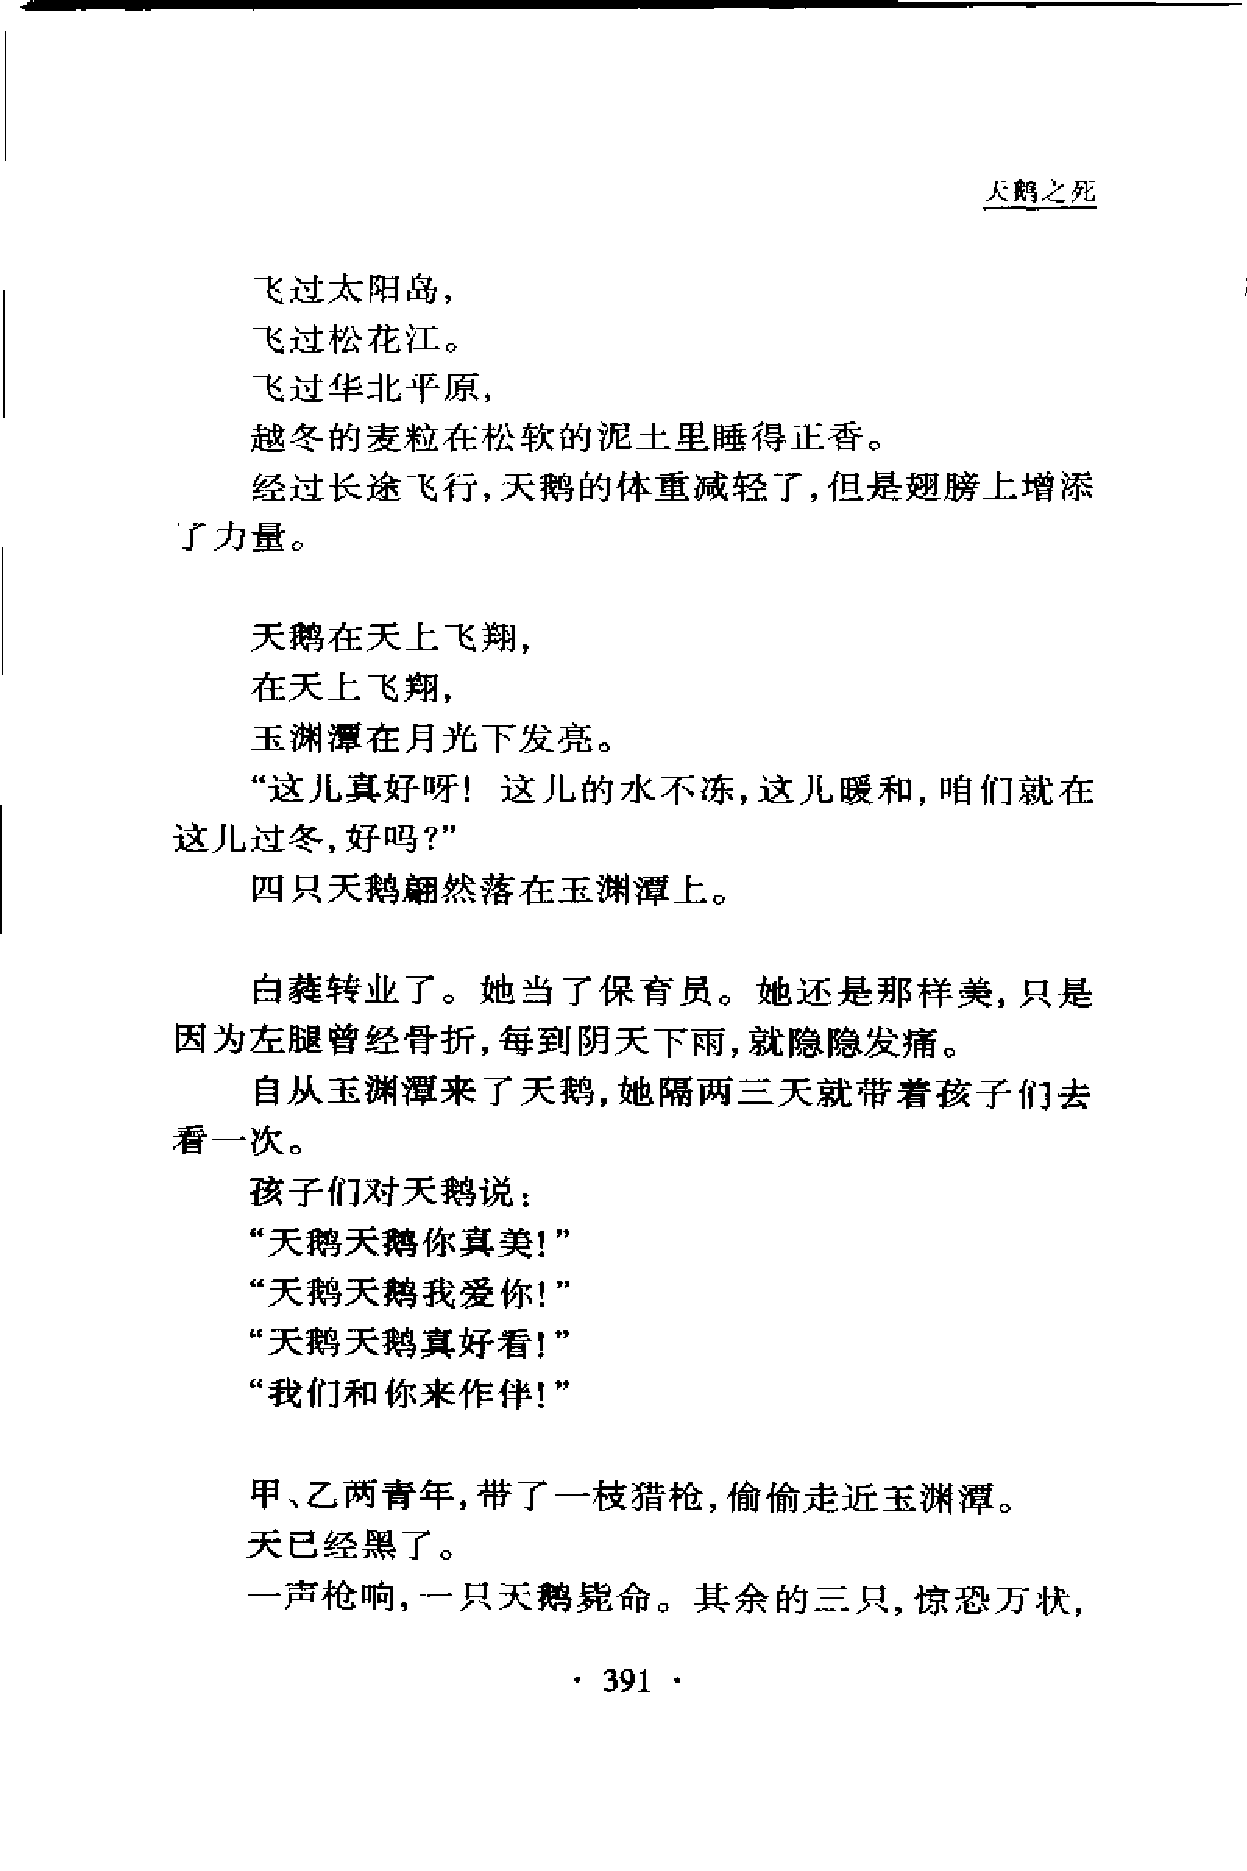 天鹅之死
飞过太阳岛，
飞过松花江。
飞过华北平原，
越冬的麦粒在松软的泥土里睡得正香。
经过长途飞行，天鹅的体重减轻了，但是翅膀上增添
了力量。
天鹅在天上飞翔，
在天上飞翔，
玉渊潭在月光下发亮。
“这儿真好呀！这儿的水不冻，这儿暖和，咱们就在
这儿过冬，好吗？”
四只天鹅翩然落在玉渊潭上。
白蕤转业了。她当了保育员。她还是那样美，只是
因为左腿曾经骨折，每到阴天下雨，就隐隐发痛。
自从玉渊潭来了天鹅，她隔两三天就带着孩子们去
看一次。
孩子们对天鹅说：
“天鹅天鹅你真美！”
“天鹅天鹅我爱你！”
“天鹅天鹅真好看！”
“我们和你来作伴！”
甲、乙两青年，带了一枝猎枪，偷偷走近玉渊潭。
天已经黑了。
一声枪响，一只天鹅毙命。其余的三只，惊恐万状，
· 391 ·